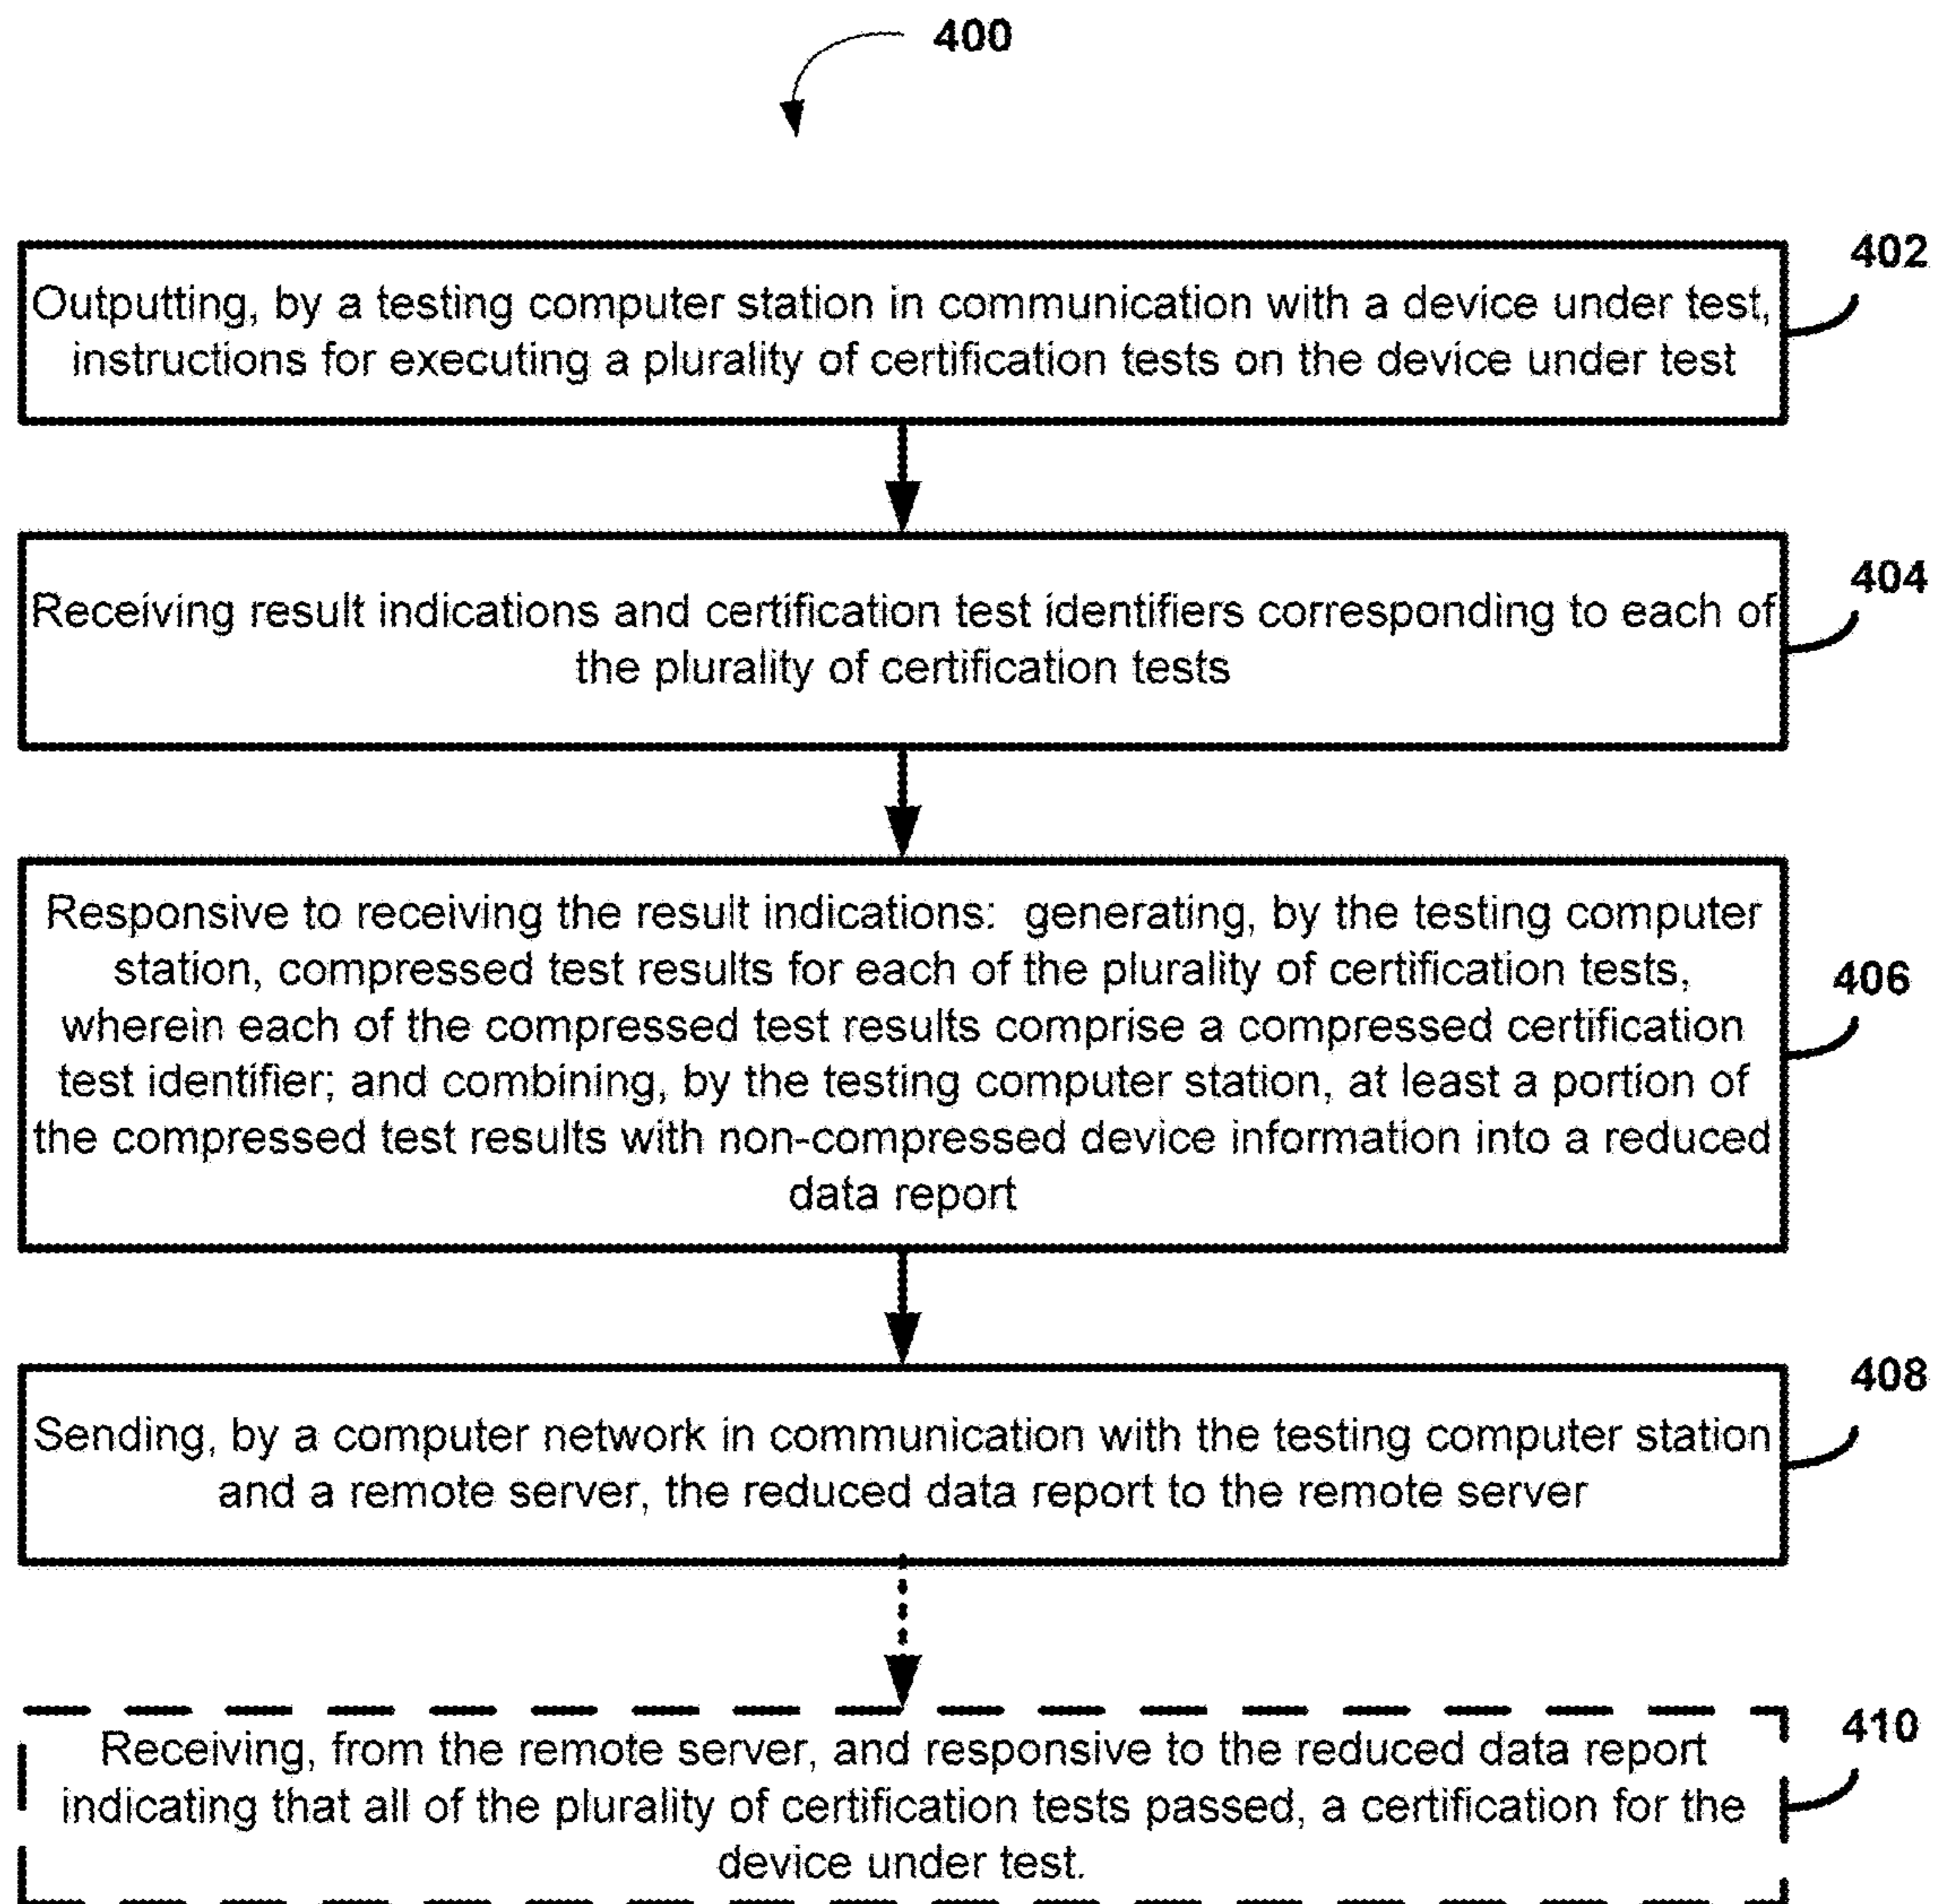 400
402
Outputting, by a testing computer station in communication with a device under test,
instructions for executing a plurality of certification tests on the device under test
404
Receiving result indications and certification test identifiers corresponding to each of
the plurality of certification tests
406
Responsive to receiving the result indications:  generating, by the testing computer
station, compressed test results for each of the plurality of certification tests,
wherein each of the compressed test results comprise a compressed certification
test identifier; and combining, by the testing computer station, at least a portion of
the compressed test results with non-compressed device information into a reduced
data report
408
Sending, by a computer network in communication with the testing computer station
and a remote server, the reduced data report to the remote server
410
Receiving, from the remote server, and responsive to the reduced data report
indicating that all of the plurality of certification tests passed, a certification for the
device under test.